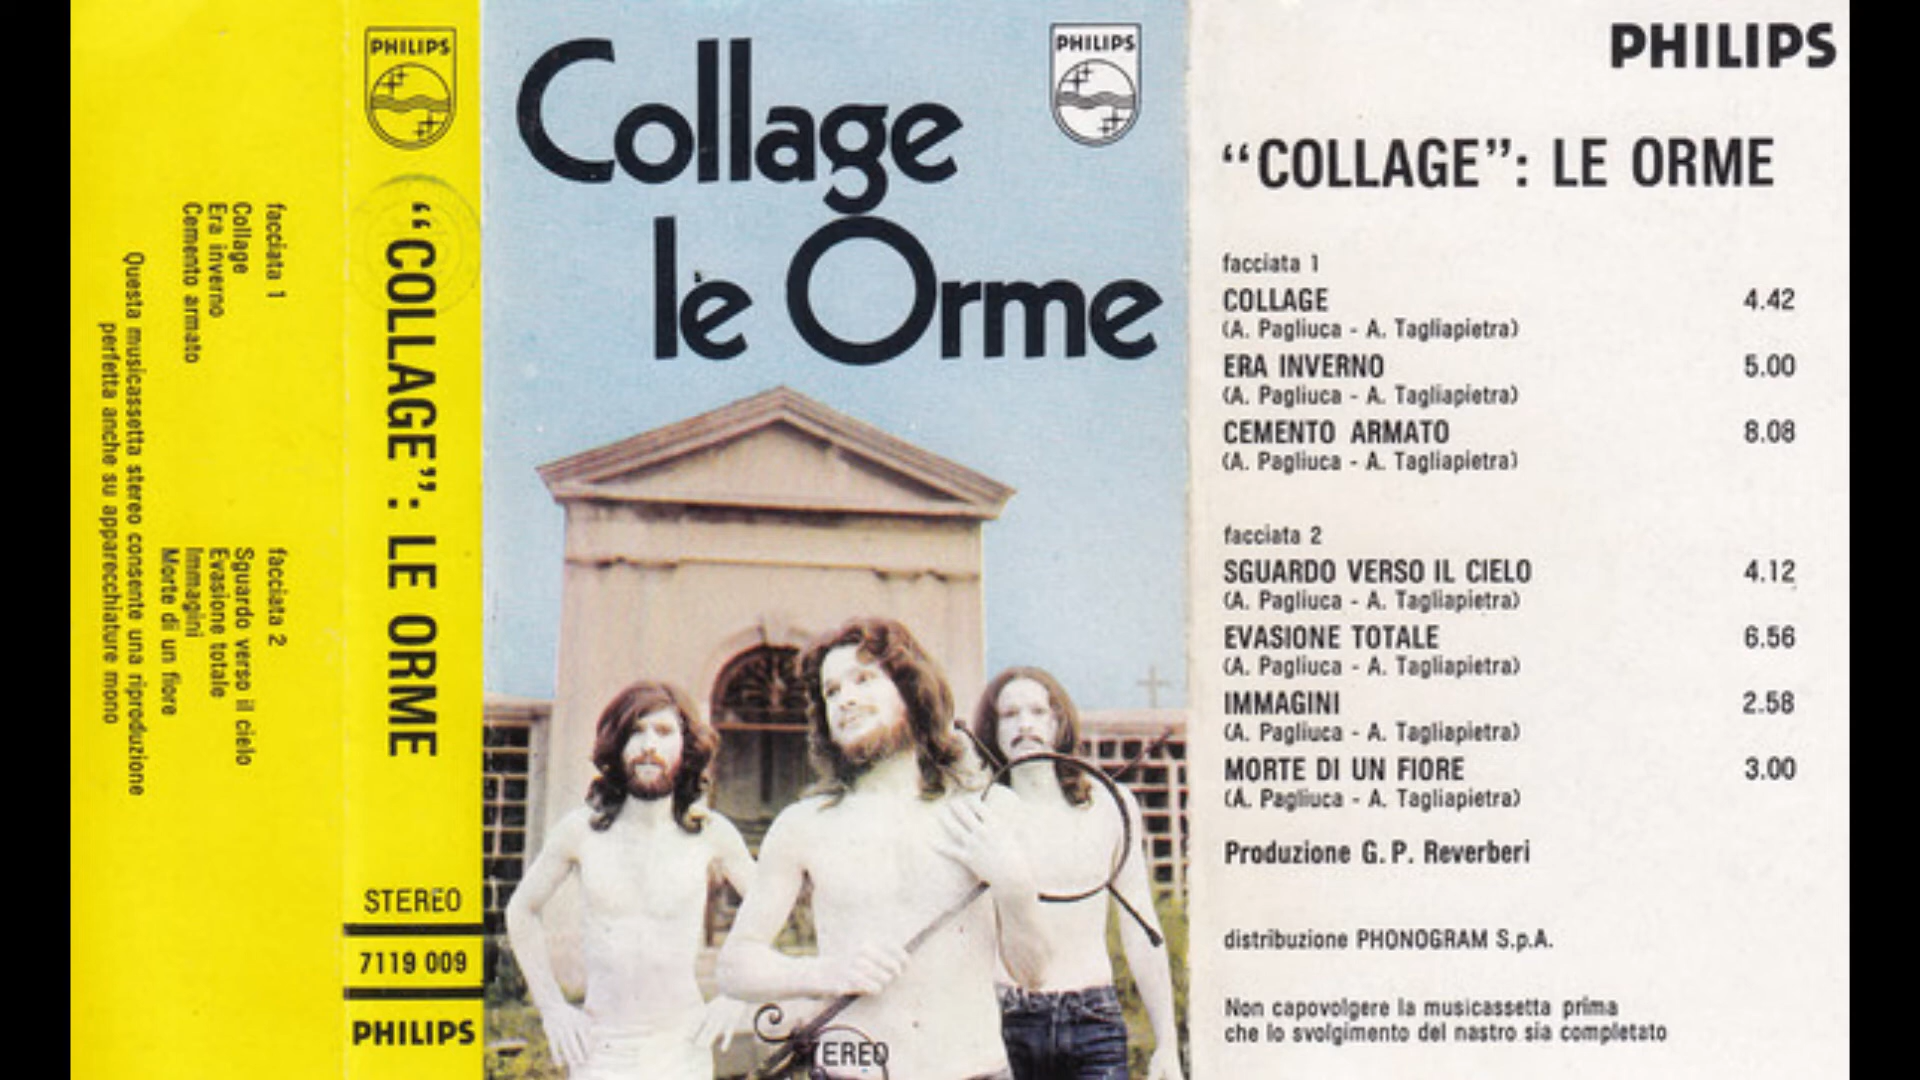 PHILIPS
facciata 1
Collage
Era inverno
Cemento armato
facciata 2
Sguardo verso il cielo
Evasione totale
Immagini
Morte di un fiore
Questa musicassetta stereo consente una riproduzione
perfetta anche su apparecchiature mono
“COLLAGE”: LE ORME
STEREO
7119 009
PHILIPS
PHILIPS
Collage
le Orme
STEREO
PHILIPS
“COLLAGE”: LE ORME
facciata 1
COLLAGE 4.42
(A. Pagliuca - A. Tagliapietra)
ERA INVERNO 5.00
(A. Pagliuca - A. Tagliapietra)
CEMENTO ARMATO 8.08
(A. Pagliuca - A. Tagliapietra)
facciata 2
SGUARDO VERSO IL CIELO 4.12
(A. Pagliuca - A. Tagliapietra)
EVASIONE TOTALE 6.56
(A. Pagliuca - A. Tagliapietra)
IMMAGINI 2.58
(A. Pagliuca - A. Tagliapietra)
MORTE DI UN FIORE 3.00
(A. Pagliuca - A. Tagliapietra)
Produzione G. P. Reverberi
distribuzione PHONOGRAM S.p.A.
Non capovolgere la musicassetta prima
che lo svolgimento del nastro sia completato